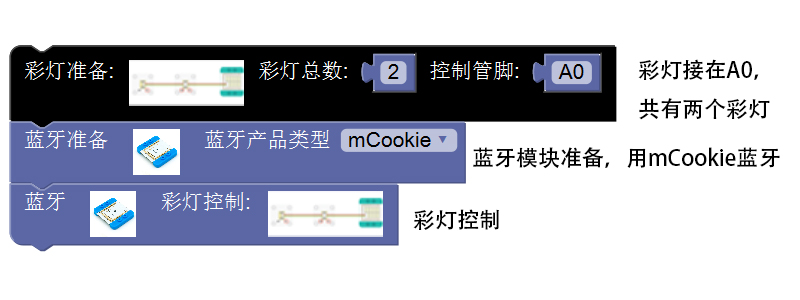 彩灯准备: 彩灯总数: 2 控制管脚: A0
彩灯接在A0,
共有两个彩灯
蓝牙准备 蓝牙产品类型 mCookie
蓝牙模块准备，用mCookie蓝牙
蓝牙 彩灯控制:
彩灯控制